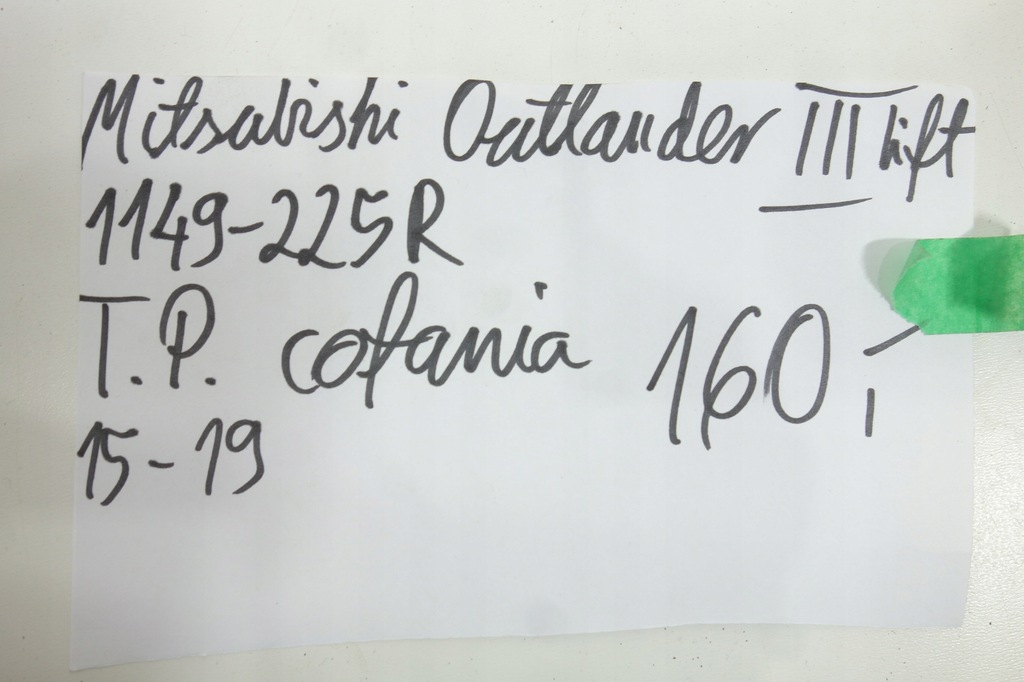 Mitsubishi Outlander III lift
1149-225R
T.P. cofania 160,-
15-19